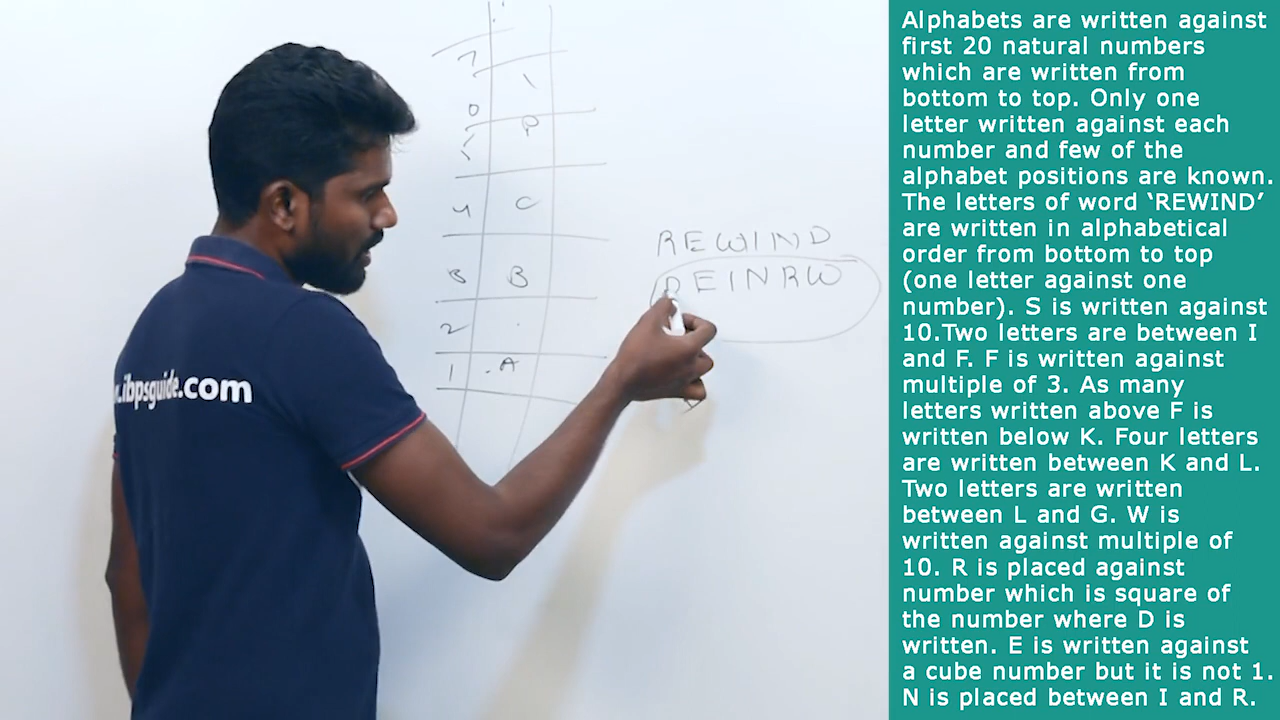 P
4 C
3 B
2 .
1 . A
REWIND
DEINRW
.ibpsguide.com
Alphabets are written against
first 20 natural numbers
which are written from
bottom to top. Only one
letter written against each
number and few of the
alphabet positions are known.
The letters of word ‘REWIND’
are written in alphabetical
order from bottom to top
(one letter against one
number). S is written against
10.Two letters are between I
and F. F is written against
multiple of 3. As many
letters written above F is
written below K. Four letters
are written between K and L.
Two letters are written
between L and G. W is
written against multiple of
10. R is placed against
number which is square of
the number where D is
written. E is written against
a cube number but it is not 1.
N is placed between I and R.